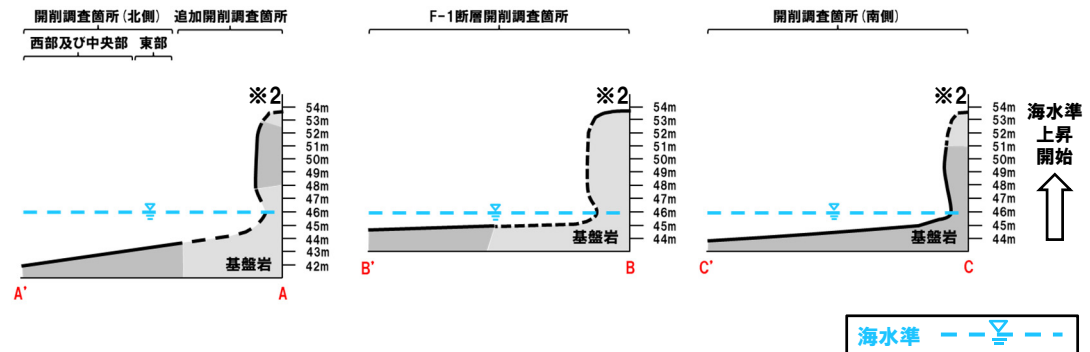 開削調査箇所(北側)
追加開削調査箇所
西部及び中央部
東部
※2
54m
53m
52m
51m
50m
49m
48m
47m
46m
45m
44m
43m
42m
基盤岩
A'
A
F-1断層開削調査箇所
※2
54m
53m
52m
51m
50m
49m
48m
47m
46m
45m
44m
基盤岩
B'
B
開削調査箇所(南側)
※2
54m
53m
52m
51m
50m
49m
48m
47m
46m
45m
44m
基盤岩
C'
C
海水準
上昇
開始
海水準